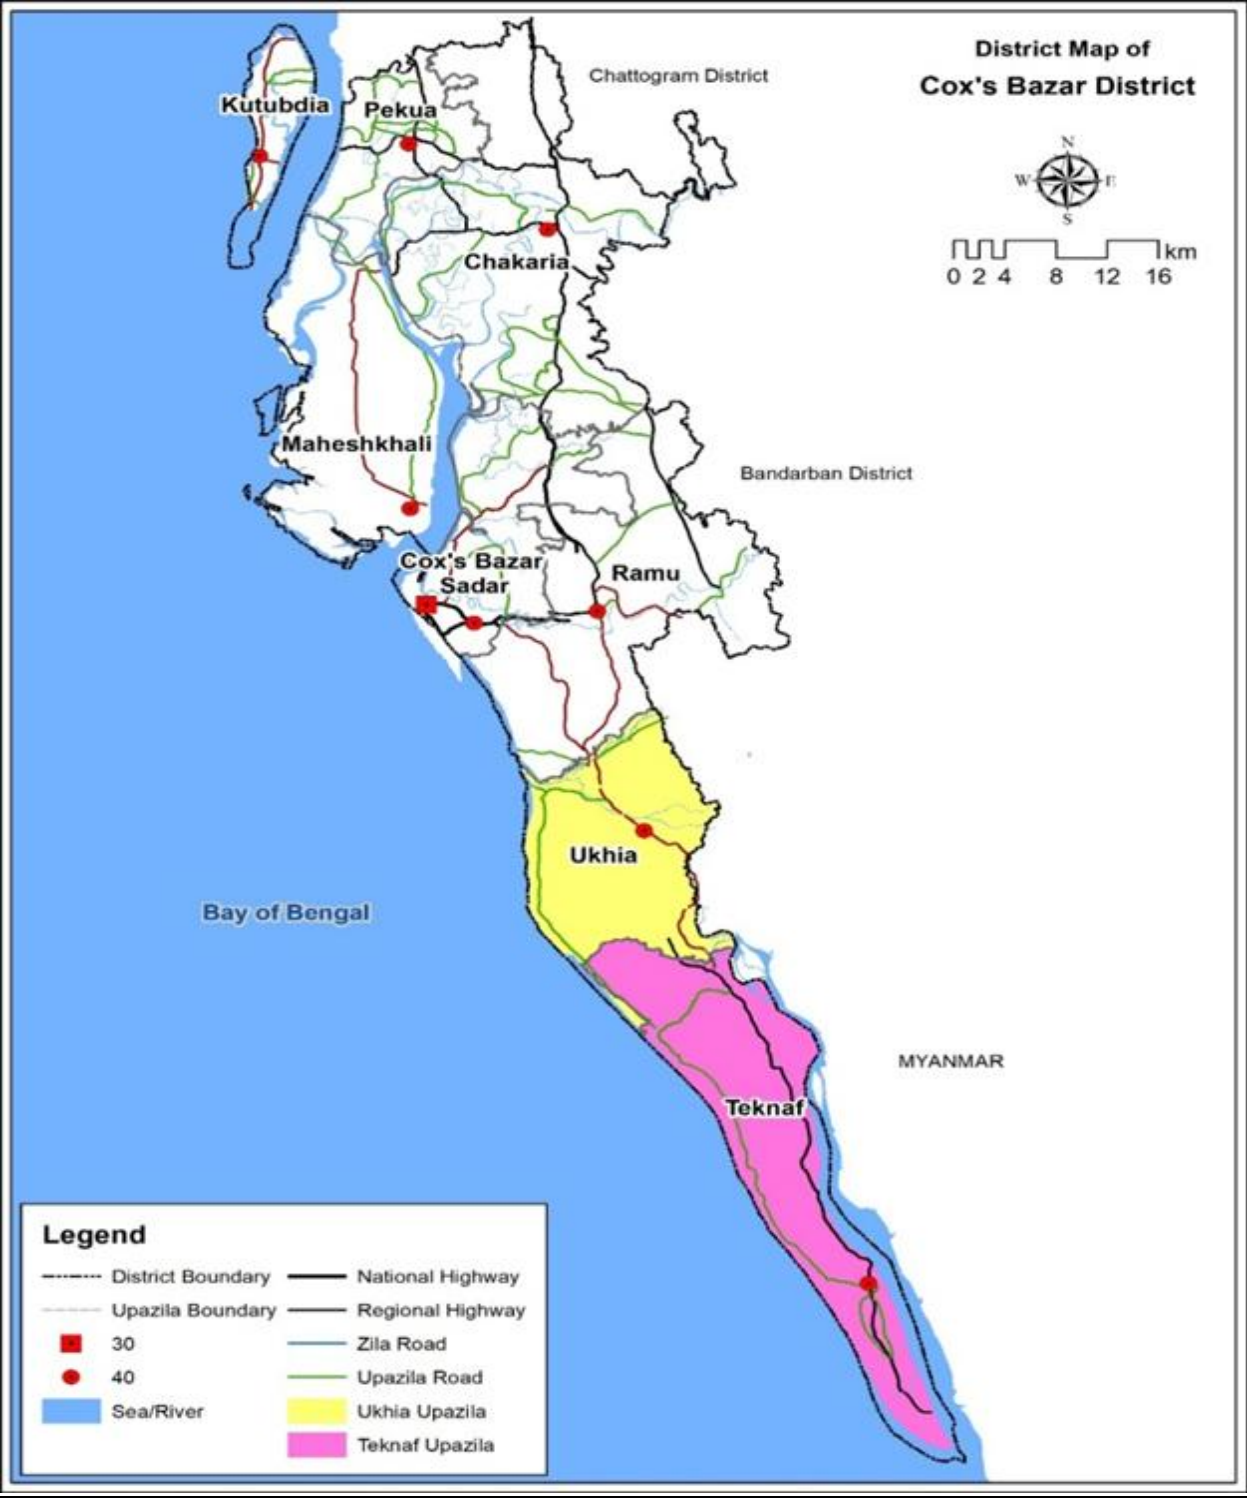 District Map of
Cox's Bazar District
Chattogram District
Kutubdia
Pekua
N
W
E
S
km
0 2 4 8 12 16
Chakaria
Maheshkhali
Bandarban District
Cox's Bazar
Sadar
Ramu
Ukhia
Bay of Bengal
MYANMAR
Teknaf
Legend
District Boundary
National Highway
Upazila Boundary
Regional Highway
30
Zila Road
40
Upazila Road
Sea/River
Ukhia Upazila
Teknaf Upazila